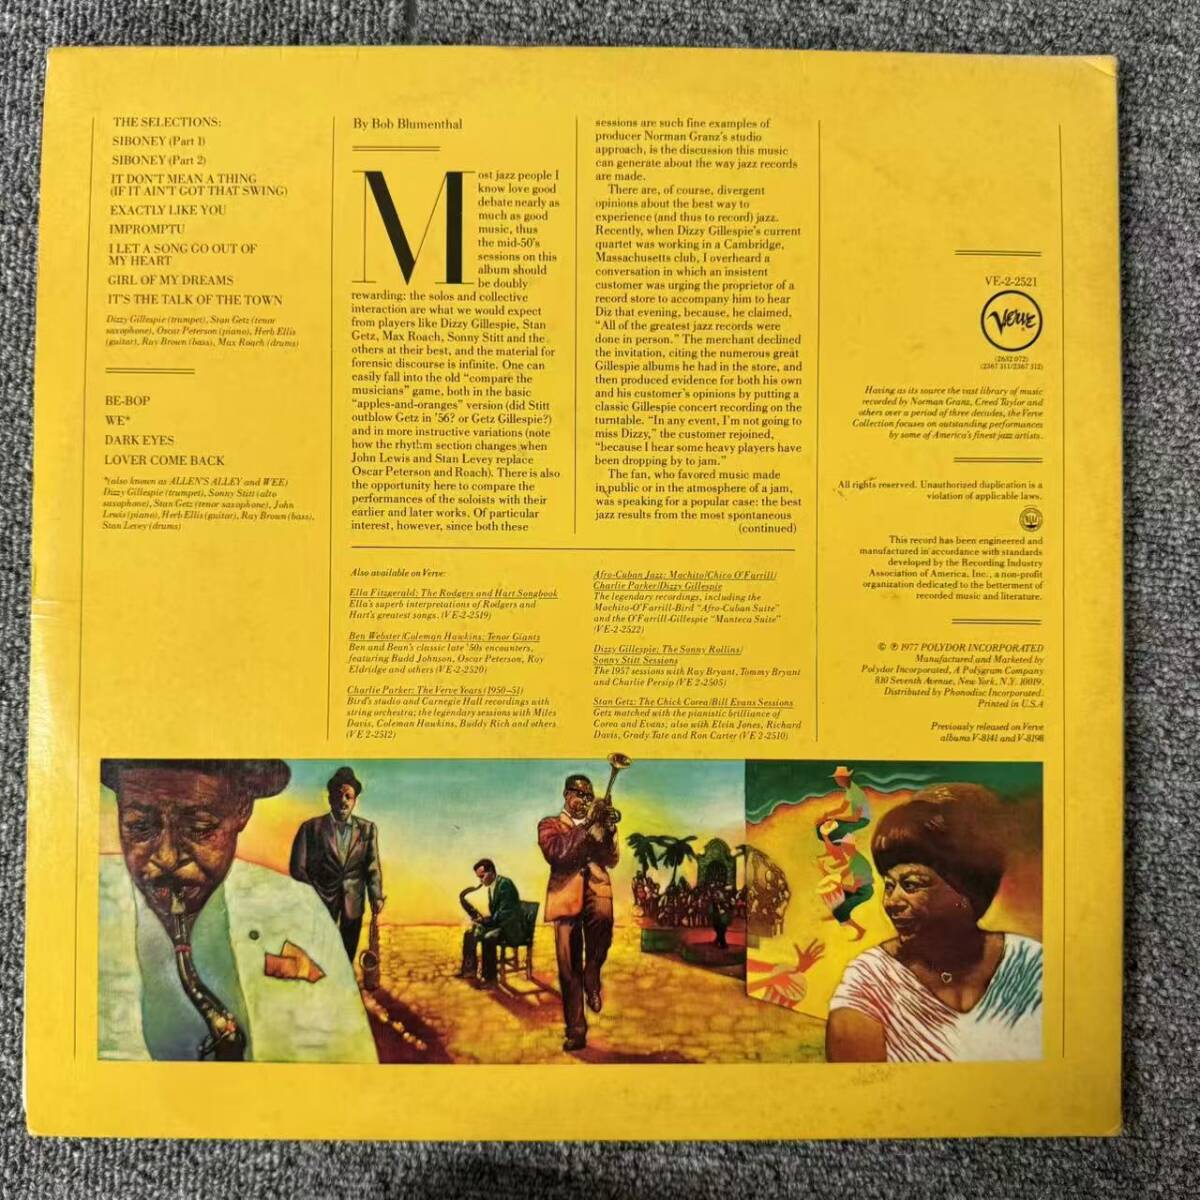 THE SELECTIONS:
SIBONEY (Part 1)
SIBONEY (Part 2)
IT DON'T MEAN A THING
(IF IT AIN'T GOT THAT SWING)
EXACTLY LIKE YOU
IMPROMPTU
I LET A SONG GO OUT OF
MY HEART
GIRL OF MY DREAMS
IT'S THE TALK OF THE TOWN
Dizzy Gillespie (trumpet), Stan Getz (tenor
saxophone), Oscar Peterson (piano), Herb Ellis
(guitar), Ray Brown (bass), Max Roach (drums)
BE-BOP
WE*
DARK EYES
LOVER COME BACK
*(also known as ALLEN'S ALLEY and WEE)
Dizzy Gillespie (trumpet), Sonny Stitt (alto
saxophone), Stan Getz (tenor saxophone), John
Lewis (piano), Herb Ellis (guitar), Ray Brown (bass),
Stan Levey (drums)
By Bob Blumenthal
Most jazz people I
know love good
debate nearly as
much as good
music, thus
the mid-50's
sessions on this
album should
be doubly
rewarding: the solos and collective
interaction are what we would expect
from players like Dizzy Gillespie, Stan
Getz, Max Roach, Sonny Stitt and the
others at their best, and the material for
forensic discourse is infinite. One can
easily fall into the old "compare the
musicians" game, both in the basic
"apples-and-oranges" version (did Stitt
outblow Getz in '56? or Getz Gillespie?)
and in more instructive variations (note
how the rhythm section changes when
John Lewis and Stan Levey replace
Oscar Peterson and Roach). There is also
the opportunity here to compare the
performances of the soloists with their
earlier and later works. Of particular
interest, however, since both these
sessions are such fine examples of
producer Norman Granz's studio
approach, is the discussion this music
can generate about the way jazz records
are made.
There are, of course, divergent
opinions about the best way to
experience (and thus to record) jazz.
Recently, when Dizzy Gillespie's current
quartet was working in a Cambridge,
Massachusetts club, I overheard a
conversation in which an insistent
customer was urging the proprietor of a
record store to accompany him to hear
Diz that evening, because, he claimed,
"All of the greatest jazz records were
done in person." The merchant declined
the invitation, citing the numerous great
Gillespie albums he had in the store, and
then produced evidence for both his own
and his customer's opinions by putting a
classic Gillespie concert recording on the
turntable. "In any event, I'm not going to
miss Dizzy," the customer rejoined,
"because I hear some heavy players have
been dropping by to jam."
The fan, who favored music made
in public or in the atmosphere of a jam,
was speaking for a popular case: the best
jazz results from the most spontaneous
(continued)
Also available on Verve:
Ella Fitzgerald: The Rodgers and Hart Songbook
Ella's superb interpretations of Rodgers and
Hart's greatest songs. (VE-2-2519)
Ben Webster/Coleman Hawkins: Tenor Giants
Ben and Bean's classic late '50s encounters,
featuring Budd Johnson, Oscar Peterson, Roy
Eldridge and others (VE-2-2520)
Charlie Parker: The Verve Years (1950-51)
Bird's studio and Carnegie Hall recordings with
string orchestra; the legendary sessions with Miles
Davis, Coleman Hawkins, Buddy Rich and others.
(VE 2-2512)
Afro-Cuban Jazz: Machito/Chico O'Farrill/
Charlie Parker/Dizzy Gillespie
The legendary recordings, including the
Machito-O'Farrill-Bird "Afro-Cuban Suite"
and the O'Farrill-Gillespie "Manteca Suite"
(VE-2-2522)
Dizzy Gillespie: The Sonny Rollins/
Sonny Stitt Sessions
The 1957 sessions with Ray Bryant, Tommy Bryant
and Charlie Persip (VE 2-2505)
Stan Getz: The Chick Corea/Bill Evans Sessions
Getz matched with the pianistic brilliance of
Corea and Evans; also with Elvin Jones, Richard
Davis, Grady Tate and Ron Carter (VE 2-2510)
VE-2-2521
Verve
(2632 072)
(2367 311/2367 312)
Having as its source the vast library of music
recorded by Norman Granz, Creed Taylor and
others over a period of three decades, the Verve
Collection focuses on outstanding performances
by some of America's finest jazz artists.
All rights reserved. Unauthorized duplication is a
violation of applicable laws.
This record has been engineered and
manufactured in accordance with standards
developed by the Recording Industry
Association of America, Inc., a non-profit
organization dedicated to the betterment of
recorded music and literature.
© ℗ 1977 POLYDOR INCORPORATED
Manufactured and Marketed by
Polydor Incorporated, A Polygram Company
810 Seventh Avenue, New York, N.Y. 10019.
Distributed by Phonodisc Incorporated.
Printed in U.S.A
Previously released on Verve
albums V-8141 and V-8198